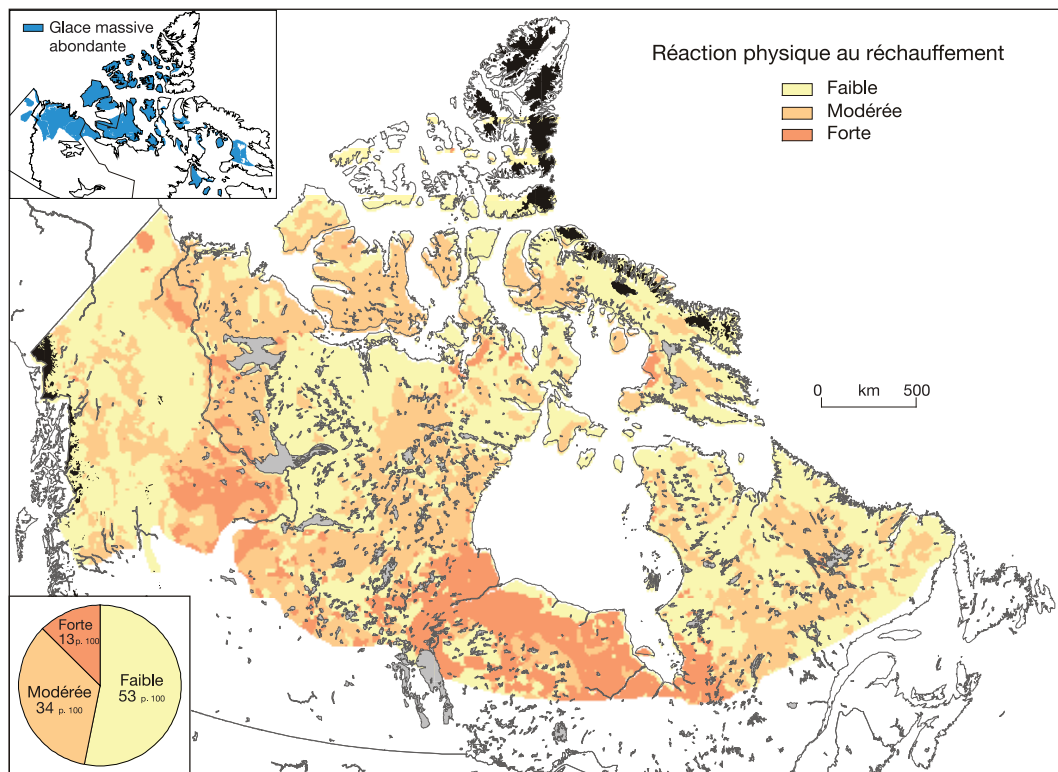 Glace massive
abondante
Réaction physique au réchauffement
Faible
Modérée
Forte
0 km 500
Forte
13 p. 100
Modérée
34 p. 100
Faible
53 p. 100